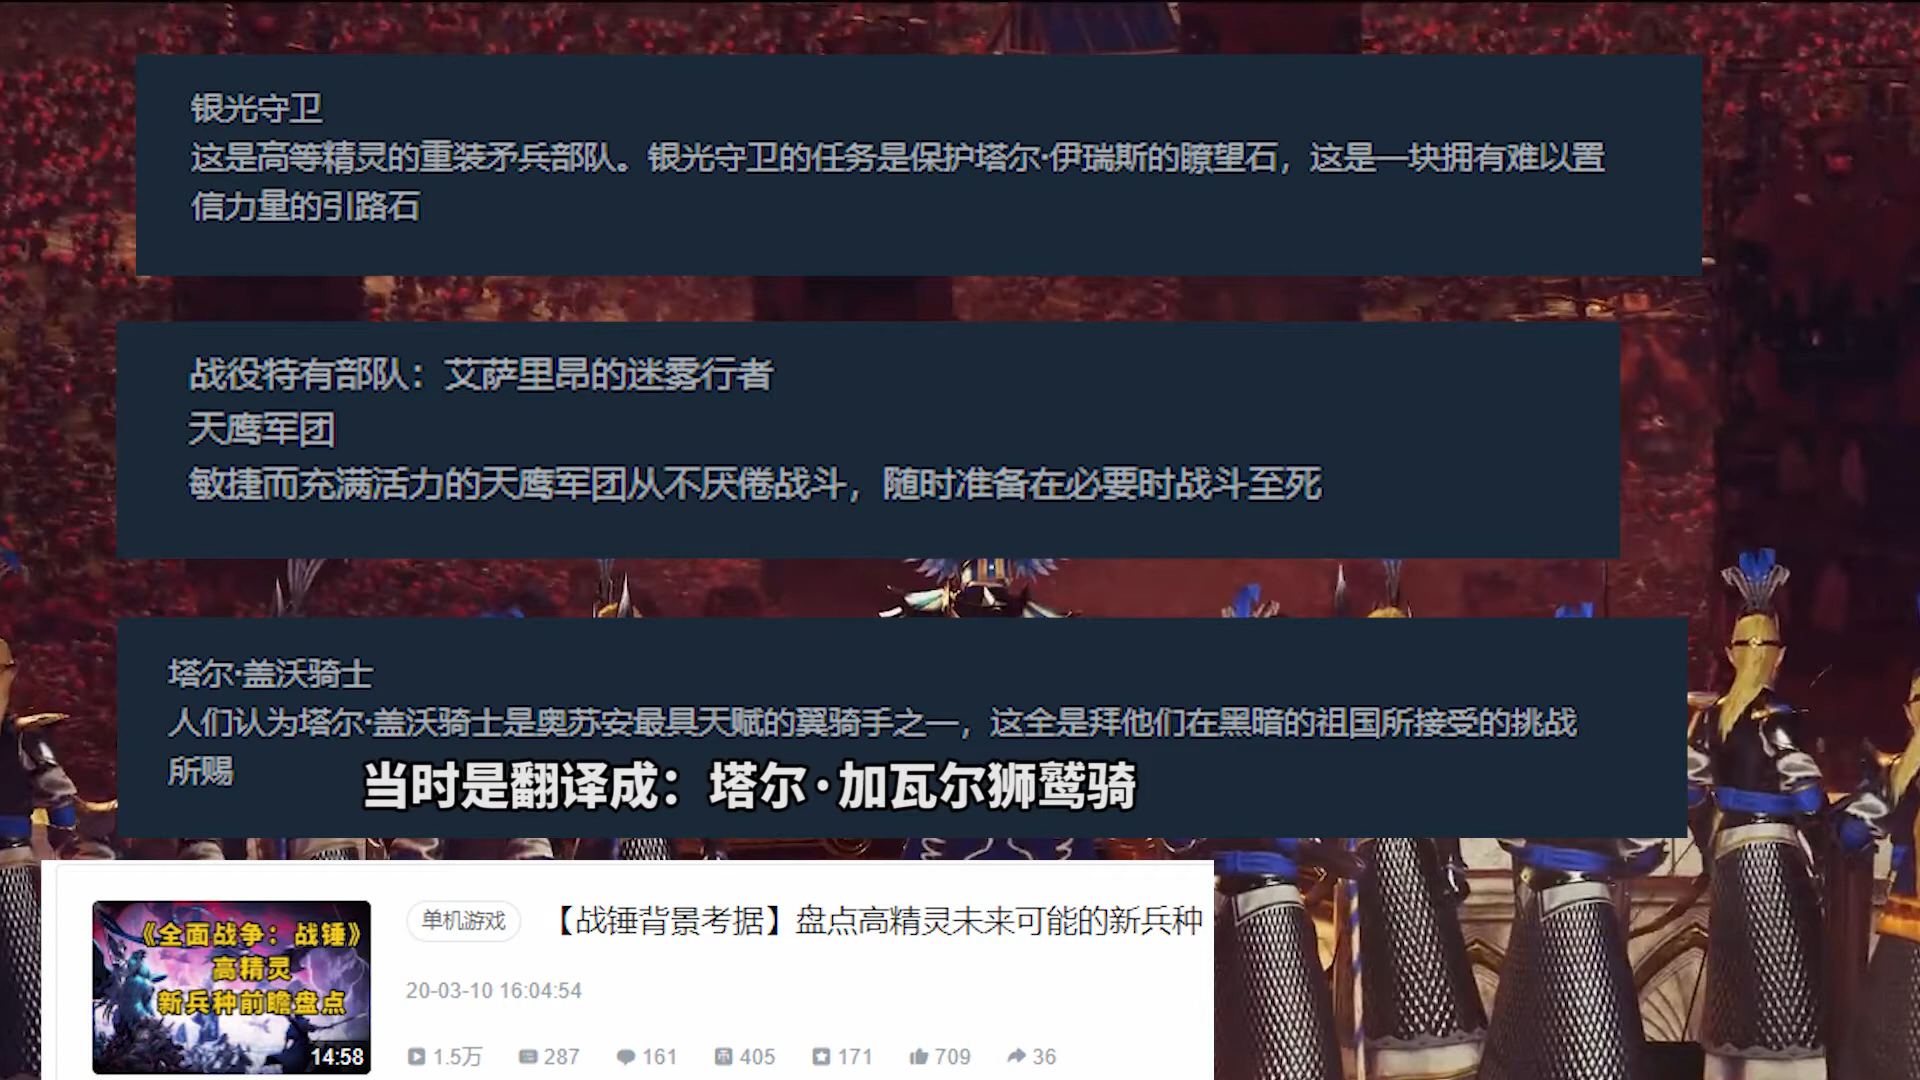 银光守卫
这是高等精灵的重装矛兵部队。银光守卫的任务是保护塔尔·伊瑞斯的瞭望石，这是一块拥有难以置
信力量的引路石
战役特有部队：艾萨里昂的迷雾行者
天鹰军团
敏捷而充满活力的天鹰军团从不厌倦战斗，随时准备在必要时战斗至死
塔尔·盖沃骑士
人们认为塔尔·盖沃骑士是奥苏安最具天赋的翼骑手之一，这全是拜他们在黑暗的祖国所接受的挑战
所赐
当时是翻译成：塔尔·加瓦尔狮鹫骑
《全面战争：战锤》
高精灵
新兵种前瞻盘点
14:58
单机游戏 【战锤背景考据】盘点高精灵未来可能的新兵种
20-03-10 16:04:54
1.5万 287 161 405 171 709 36